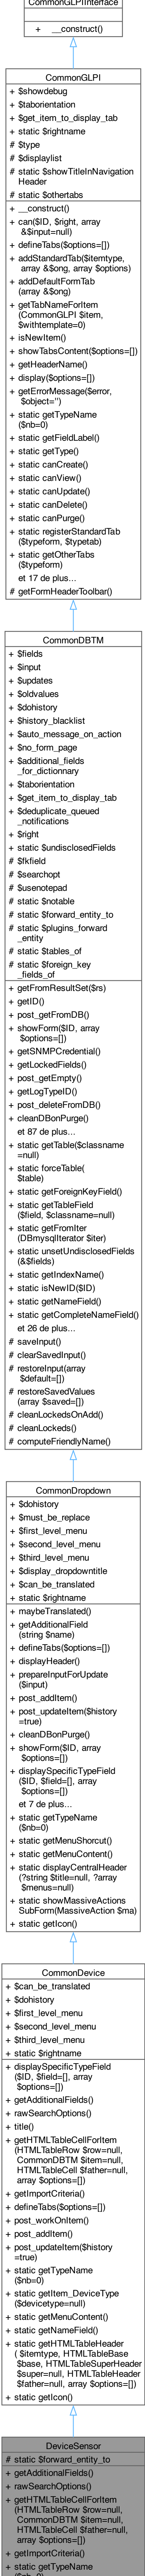 CommonGLPIInterface
+ __construct()
CommonGLPI
+ $showdebug
+ $taborientation
+ $get_item_to_display_tab
+ static $rightname
# $type
# $displaylist
# static $showTitleInNavigation
Header
# static $othertabs
+ __construct()
+ can($ID, $right, array
&$input=null)
+ defineTabs($options=[])
+ addStandardTab($itemtype,
array &$ong, array $options)
+ addDefaultFormTab
(array &$ong)
+ getTabNameForItem
(CommonGLPI $item,
$withtemplate=0)
+ isNewItem()
+ showTabsContent($options=[])
+ getHeaderName()
+ display($options=[])
+ getErrorMessage($error,
$object='')
+ static getTypeName
($nb=0)
+ static getFieldLabel()
+ static getType()
+ static canCreate()
+ static canView()
+ static canUpdate()
+ static canDelete()
+ static canPurge()
+ static registerStandardTab
($typeform, $typetab)
+ static getOtherTabs
($typeform)
et 17 de plus...
# getFormHeaderToolbar()
CommonDBTM
+ $fields
+ $input
+ $updates
+ $oldvalues
+ $dohistory
+ $history_blacklist
+ $auto_message_on_action
+ $no_form_page
+ $additional_fields
_for_dictionnary
+ $taborientation
+ $get_item_to_display_tab
+ $deduplicate_queued
_notifications
+ $right
+ static $undisclosedFields
# $fkfield
# $searchopt
# $usenotepad
# static $notable
# static $forward_entity_to
# static $plugins_forward
_entity
# static $tables_of
# static $foreign_key
_fields_of
+ getFromResultSet($rs)
+ getID()
+ post_getFromDB()
+ showForm($ID, array
$options=[])
+ getSNMPCredential()
+ getLockedFields()
+ post_getEmpty()
+ getLogTypeID()
+ post_deleteFromDB()
+ cleanDBonPurge()
et 87 de plus...
+ static getTable($classname
=null)
+ static forceTable(
$table)
+ static getForeignKeyField()
+ static getTableField
($field, $classname=null)
+ static getFromIter
(DBmysqlIterator $iter)
+ static unsetUndisclosedFields
(&$fields)
+ static getIndexName()
+ static isNewID($ID)
+ static getNameField()
+ static getCompleteNameField()
et 26 de plus...
# saveInput()
# clearSavedInput()
# restoreInput(array
$default=[])
# restoreSavedValues
(array $saved=[])
# cleanLockedsOnAdd()
# cleanLockeds()
# computeFriendlyName()
CommonDropdown
+ $dohistory
+ $must_be_replace
+ $first_level_menu
+ $second_level_menu
+ $third_level_menu
+ $display_dropdowntitle
+ $can_be_translated
+ static $rightname
+ maybeTranslated()
+ getAdditionalField
(string $name)
+ defineTabs($options=[])
+ displayHeader()
+ prepareInputForUpdate
($input)
+ post_addItem()
+ post_updateItem($history
=true)
+ cleanDBonPurge()
+ showForm($ID, array
$options=[])
+ displaySpecificTypeField
($ID, $field=[], array
$options=[])
et 7 de plus...
+ static getTypeName
($nb=0)
+ static getMenuShorcut()
+ static getMenuContent()
+ static displayCentralHeader
(?string $title=null, ?array
$menus=null)
+ static showMassiveActions
SubForm(MassiveAction $ma)
+ static getIcon()
CommonDevice
+ $can_be_translated
+ $dohistory
+ $first_level_menu
+ $second_level_menu
+ $third_level_menu
+ static $rightname
+ displaySpecificTypeField
($ID, $field=[], array
$options=[])
+ getAdditionalFields()
+ rawSearchOptions()
+ title()
+ getHTMLTableCellForItem
(HTMLTableRow $row=null,
CommonDBTM $item=null,
HTMLTableCell $father=null,
array $options=[])
+ getImportCriteria()
+ defineTabs($options=[])
+ post_workOnItem()
+ post_addItem()
+ post_updateItem($history
=true)
+ static getTypeName
($nb=0)
+ static getItem_DeviceType
($devicetype=null)
+ static getMenuContent()
+ static getNameField()
+ static getHTMLTableHeader
( $itemtype, HTMLTableBase
$base, HTMLTableSuperHeader
$super=null, HTMLTableHeader
$father=null, array $options=[])
+ static getIcon()
DeviceSensor
# static $forward_entity_to
+ getAdditionalFields()
+ rawSearchOptions()
+ getHTMLTableCellForItem
(HTMLTableRow $row=null,
CommonDBTM $item=null,
HTMLTableCell $father=null,
array $options=[])
+ getImportCriteria()
+ static getTypeName